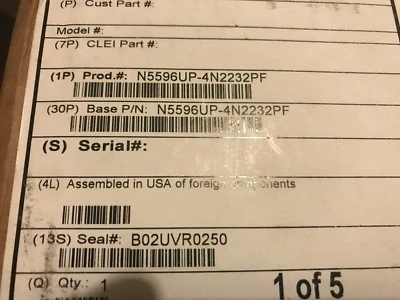 (P) Cust Part #:
Model #:
(7P) CLEI Part #:
(1P) Prod.#: N5596UP-4N2232PF
(30P) Base P/N: N5596UP-4N2232PF
(S) Serial#:
(4L) Assembled in USA of foreign components
(13S) Seal#: B02UVR0250
(Q) Qty.: 1
1 of 5